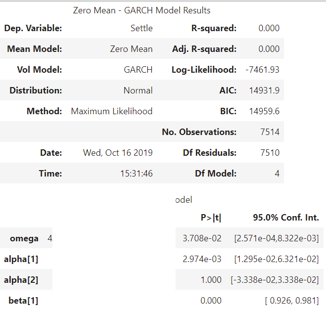 Zero Mean - GARCH Model Results
Dep. Variable: Settle R-squared: 0.000
Mean Model: Zero Mean Adj. R-squared: 0.000
Vol Model: GARCH Log-Likelihood: -7461.93
Distribution: Normal AIC: 14931.9
Method: Maximum Likelihood BIC: 14959.6
No. Observations: 7514
Date: Wed, Oct 16 2019 Df Residuals: 7510
Time: 15:31:46 Df Model: 4
odel
P>|t| 95.0% Conf. Int.
omega 4 3.708e-02 [2.571e-04,8.322e-03]
alpha[1] 2.974e-03 [1.295e-02,6.321e-02]
alpha[2] 1.000 [-3.338e-02,3.338e-02]
beta[1] 0.000 [ 0.926, 0.981]